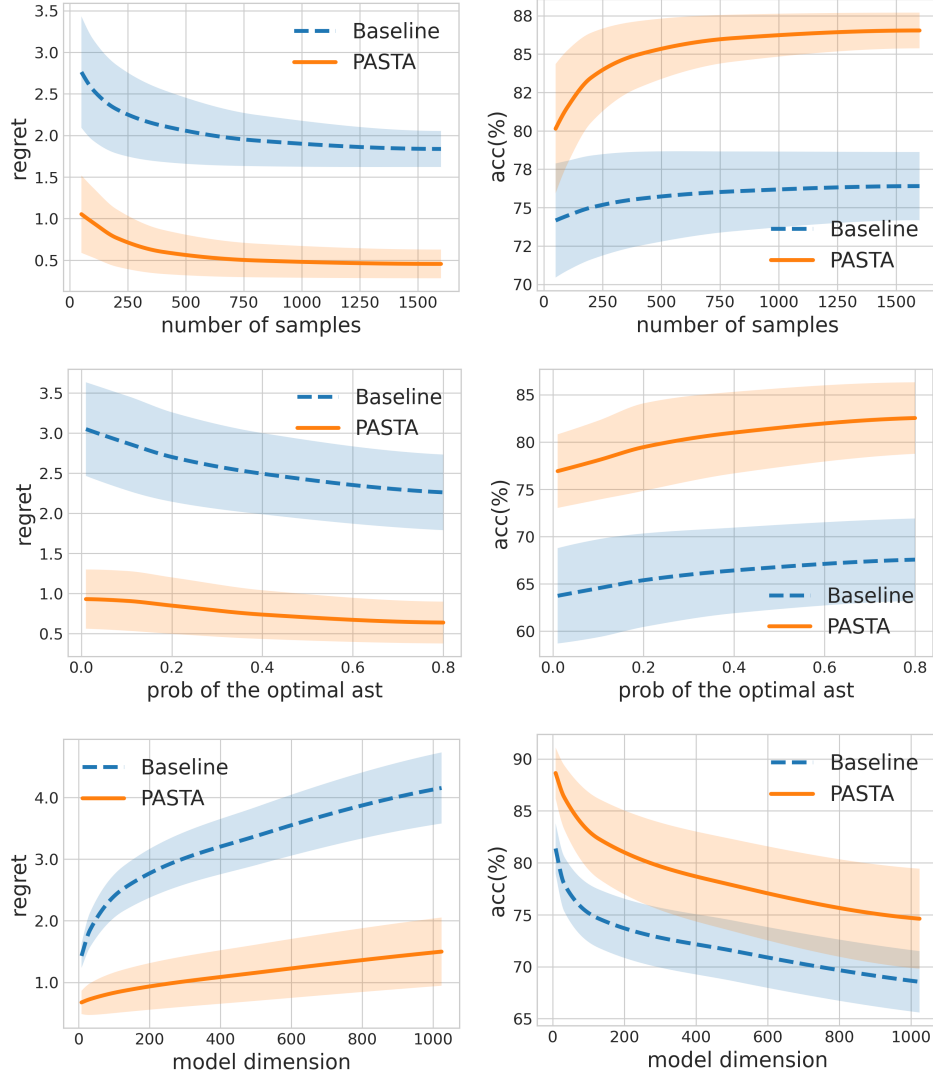 3.5
3.0
2.5
2.0
1.5
1.0
0.5
regret
Baseline
PASTA
0 250 500 750 1000 1250 1500
number of samples
88
85
82
80
78
75
72
70
acc(%)
Baseline
PASTA
0 250 500 750 1000 1250 1500
number of samples
3.5
3.0
2.5
2.0
1.5
1.0
0.5
regret
Baseline
PASTA
0.0 0.2 0.4 0.6 0.8
prob of the optimal ast
85
80
75
70
65
60
acc(%)
Baseline
PASTA
0.0 0.2 0.4 0.6 0.8
prob of the optimal ast
4.0
3.0
2.0
1.0
regret
Baseline
PASTA
0 200 400 600 800 1000
model dimension
90
85
80
75
70
65
acc(%)
Baseline
PASTA
0 200 400 600 800 1000
model dimension